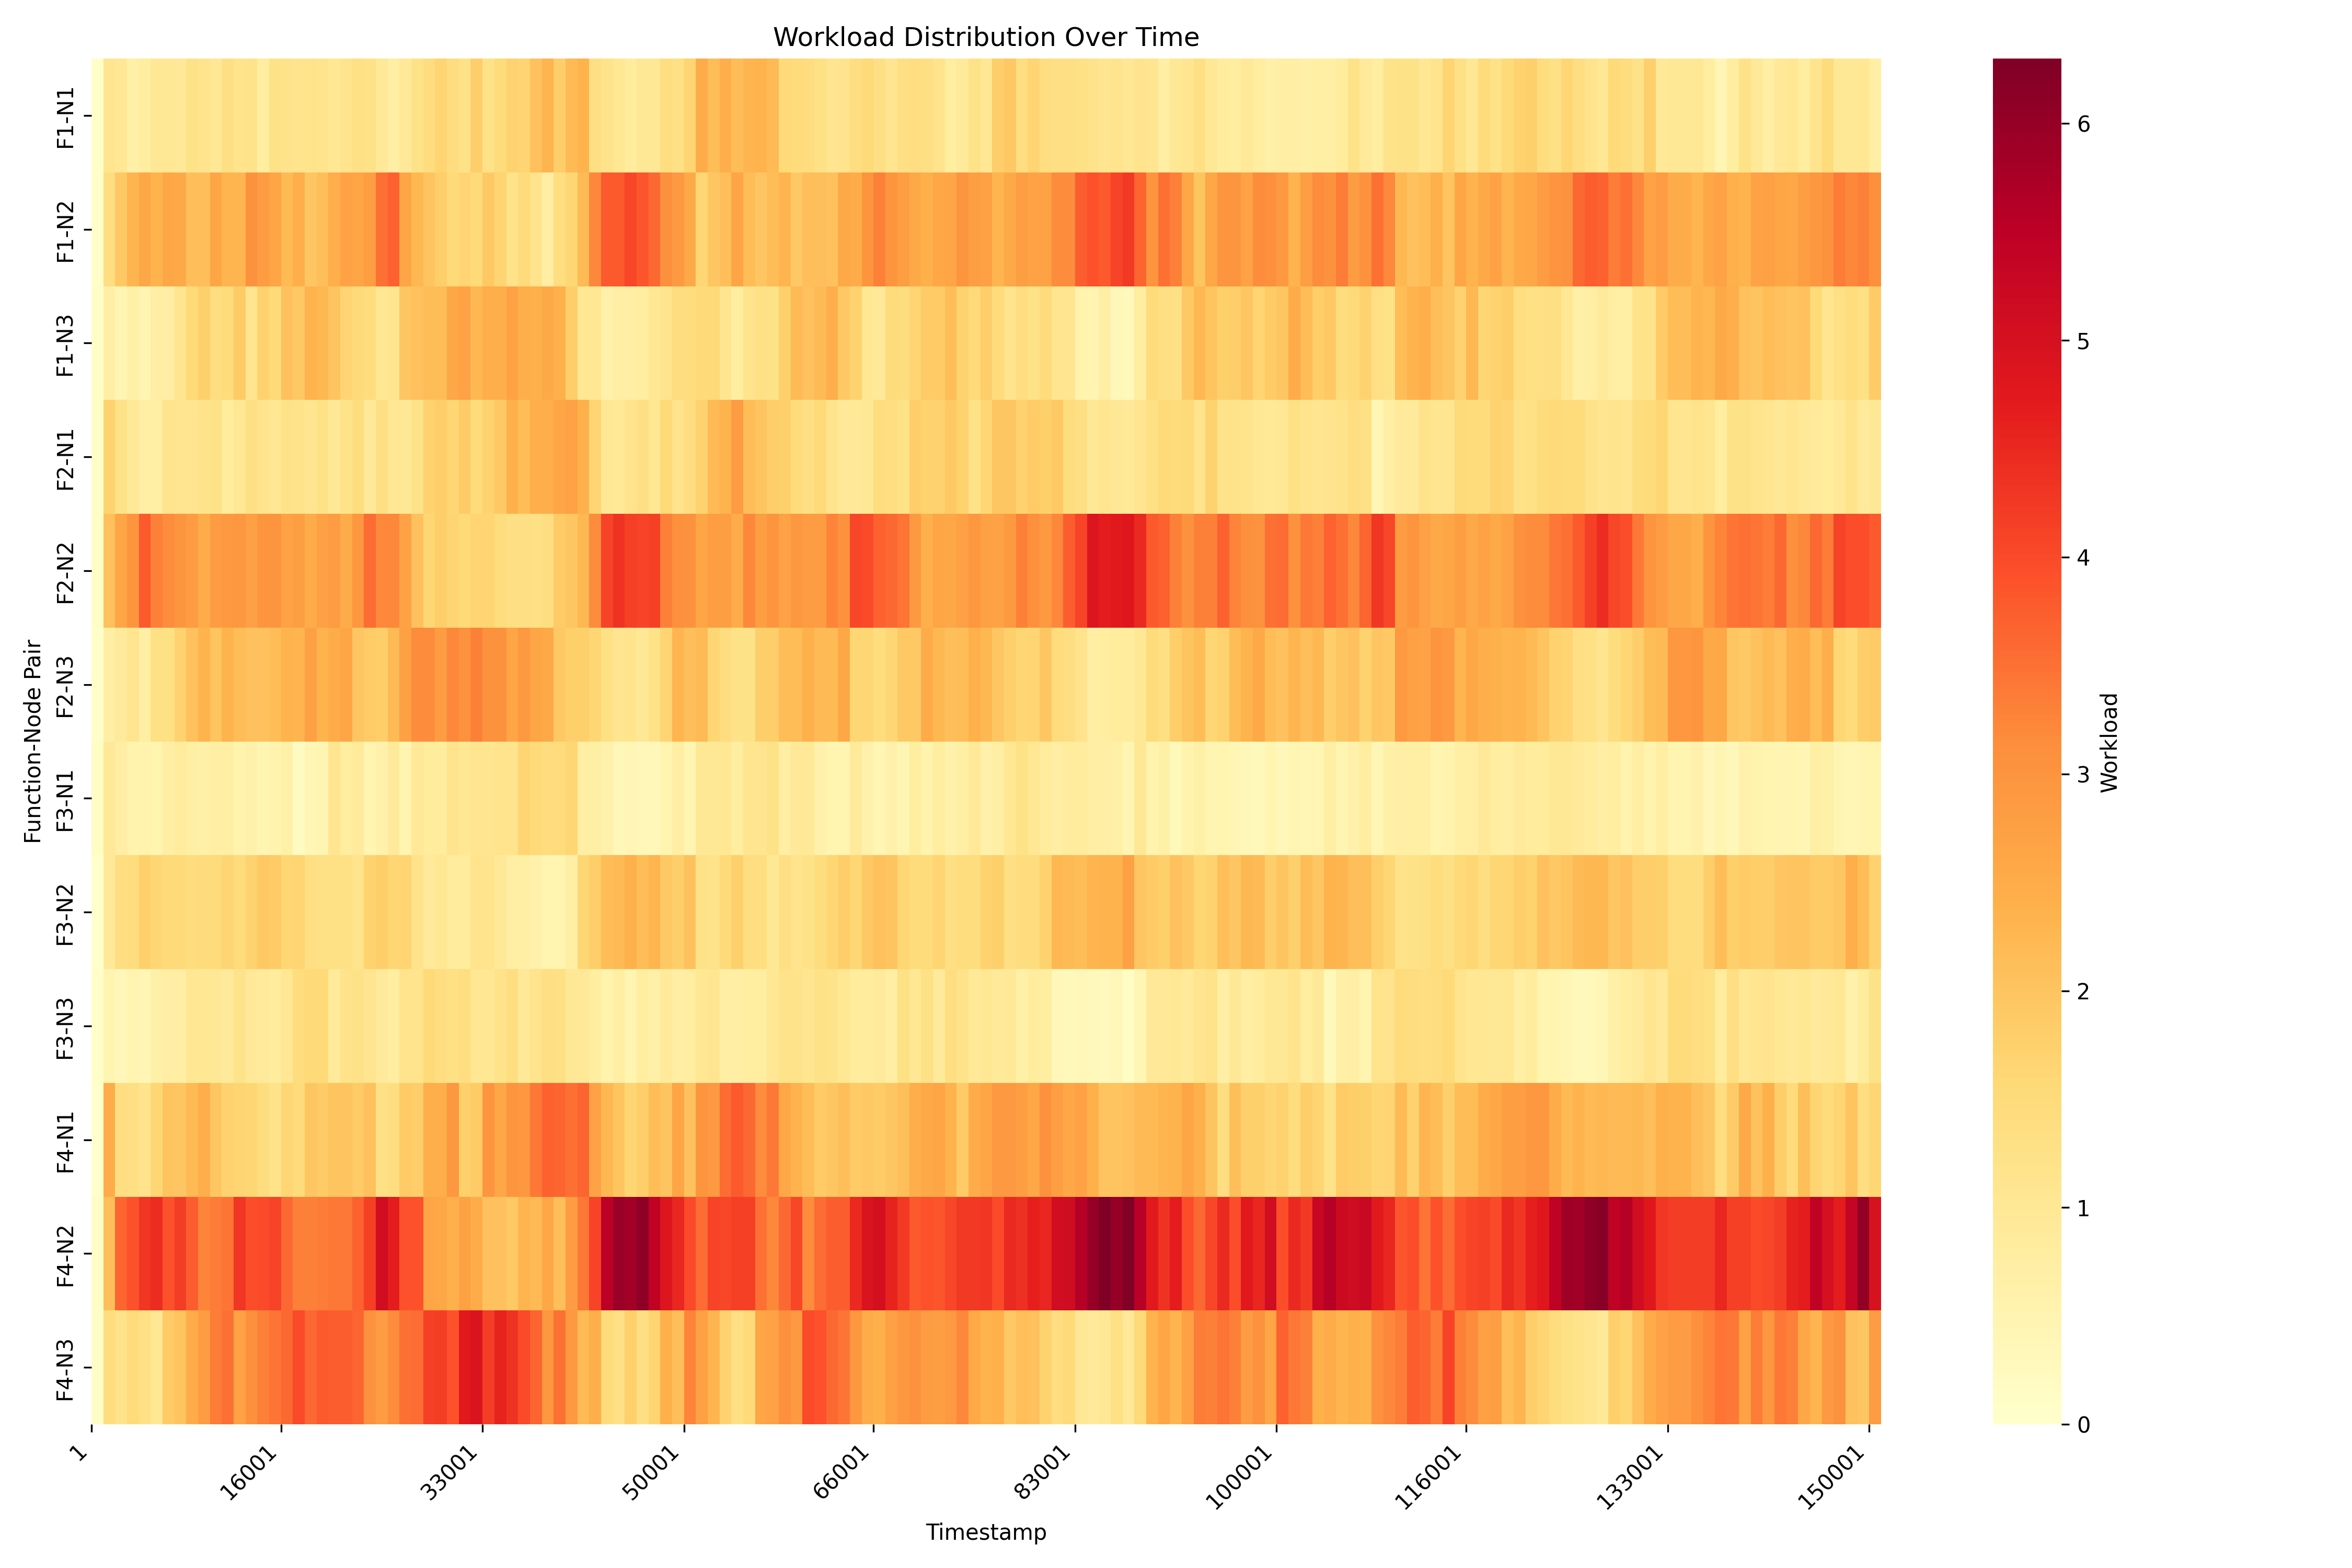 Workload Distribution Over Time
Function-Node Pair
F1-N1
F1-N2
F1-N3
F2-N1
F2-N2
F2-N3
F3-N1
F3-N2
F3-N3
F4-N1
F4-N2
F4-N3
1
16001
33001
50001
66001
83001
100001
116001
133001
150001
Timestamp
6
5
4
3
2
1
0
Workload